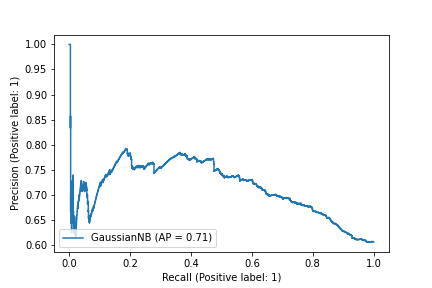 1.00
0.95
0.90
0.85
0.80
0.75
0.70
0.65
0.60
Precision (Positive label: 1)
GaussianNB (AP = 0.71)
0.0 0.2 0.4 0.6 0.8 1.0
Recall (Positive label: 1)